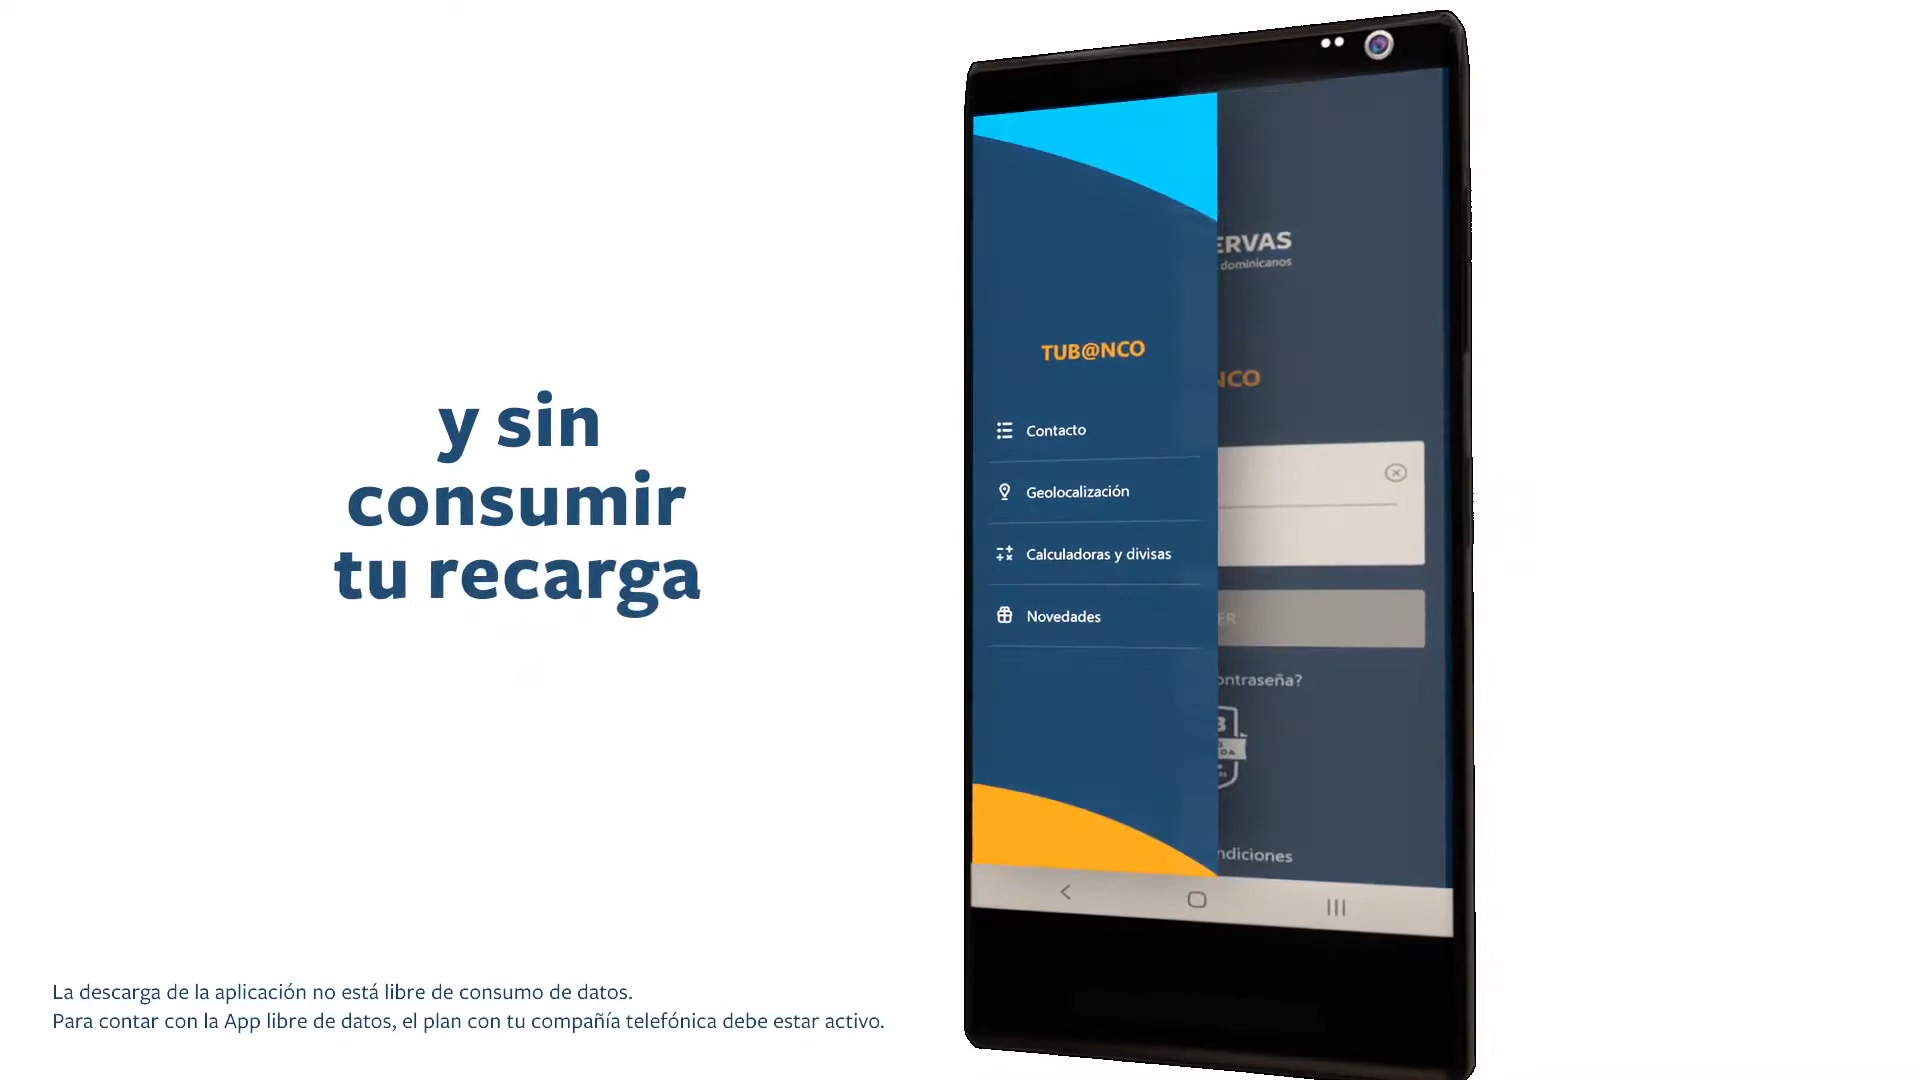 y sin
consumir
tu recarga
TUB@NCO
Contacto
Geolocalización
Calculadoras y divisas
Novedades
ERVAS
dominicanos
NCO
ER
ontraseña?
ndiciones
La descarga de la aplicación no está libre de consumo de datos.
Para contar con la App libre de datos, el plan con tu compañía telefónica debe estar activo.